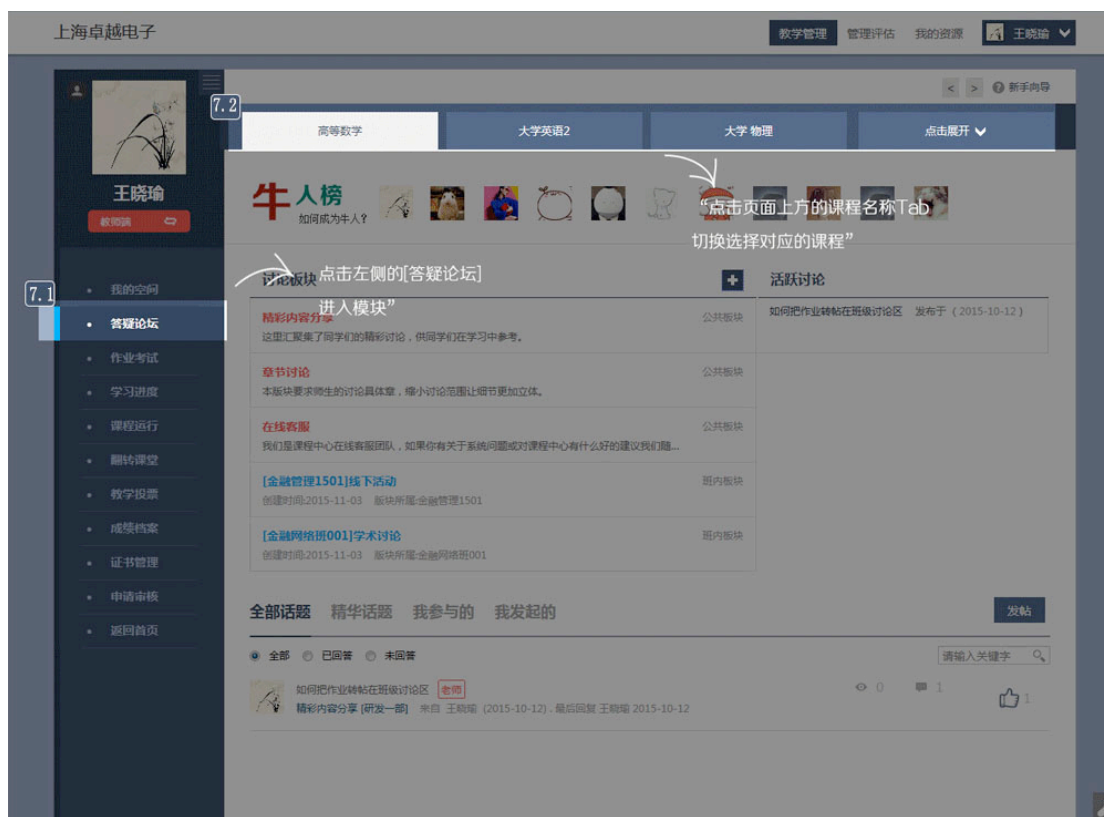 上海卓越电子
教学管理 管理评估 我的资源 王晓瑜
< > 新手向导
7.2
高等数学 大学英语2 大学 物理 点击展开
王晓瑜
教师端
牛人榜
如何成为牛人?
“点击页面上方的课程名称Tab
切换选择对应的课程”
点击左侧的[答疑论坛]
进入模块”
7.1
我的空间
答疑论坛
作业考试
学习进度
课程运行
翻转课堂
教学投票
成绩档案
证书管理
申请审核
返回首页
讨论板块
精彩内容分享 公共板块
这里汇聚了同学们的精彩讨论，供同学们在学习中参考。
章节讨论 公共板块
本版块要求师生的讨论具体章，缩小讨论范围让细节更加立体。
在线客服 公共板块
我们是课程中心在线客服团队，如果你有关于系统问题或对课程中心有什么好的建议我们随...
[金融管理1501]线下活动 班内板块
创建时间:2015-11-03 版块所属:金融管理1501
[金融网络班001]学术讨论 班内板块
创建时间:2015-11-03 版块所属:金融网络班001
活跃讨论
如何把作业转帖在班级讨论区 发布于（2015-10-12）
全部话题 精华话题 我参与的 我发起的 发帖
全部 已回答 未回答 请输入关键字
如何把作业转帖在班级讨论区 老师 0 1
精彩内容分享 [研发一部] 来自 王晓瑜 (2015-10-12) . 最后回复 王晓瑜 2015-10-12 1